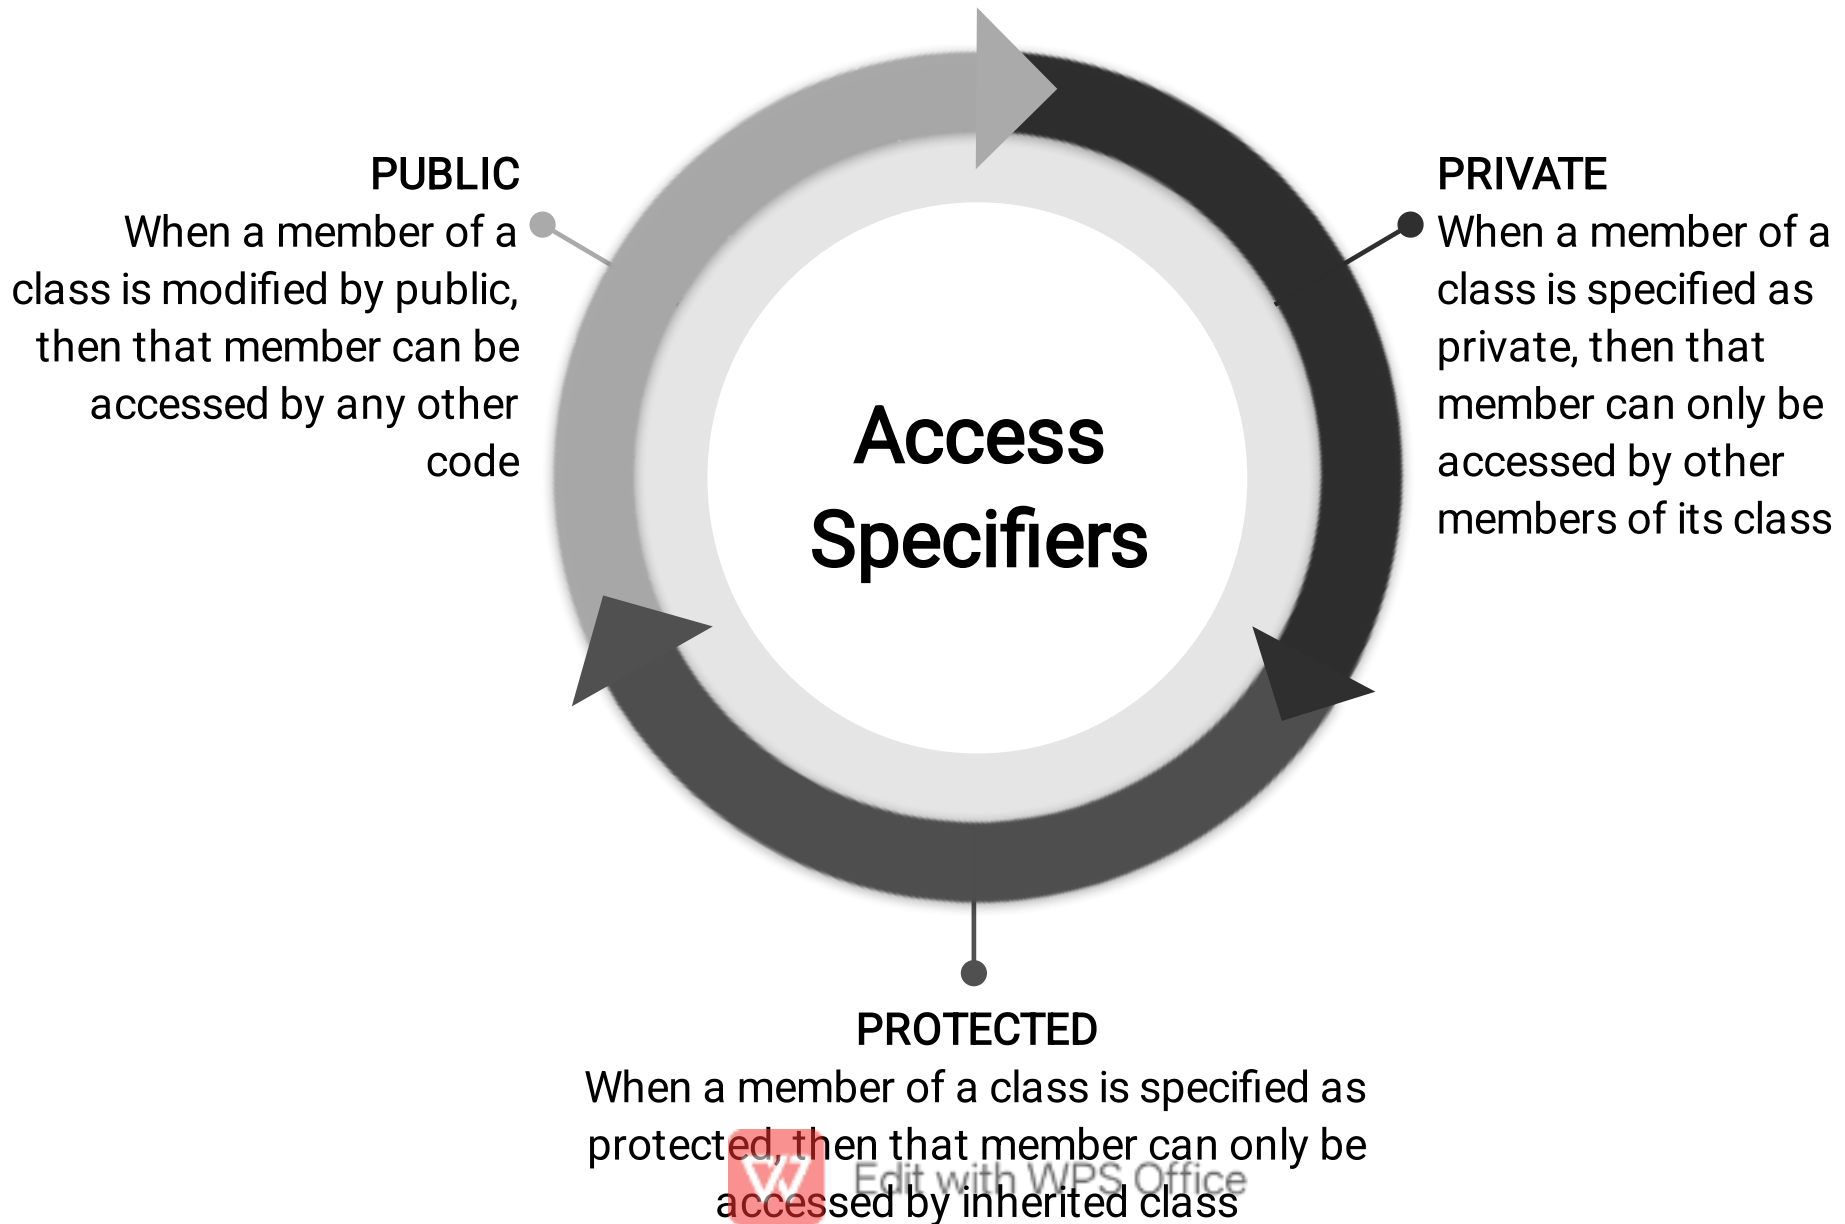 PUBLIC
When a member of a
class is modified by public,
then that member can be
accessed by any other
code
Access
Specifiers
PRIVATE
When a member of a
class is specified as
private, then that
member can only be
accessed by other
members of its class
PROTECTED
When a member of a class is specified as
protected, then that member can only be
accessed by inherited class
Edit with WPS Office